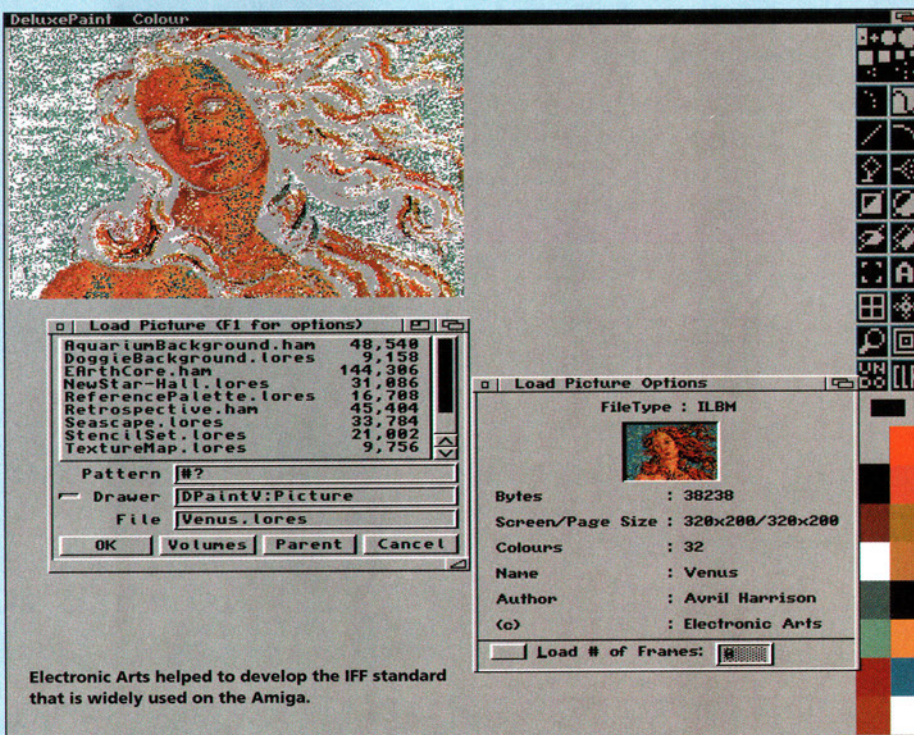 DeluxePaint Colour
Load Picture (F1 for options)
AquariumBackground.ham 48,540
DoggieBackground.lores 9,158
EArthCore.ham 144,306
NewStar-Hall.lores 31,086
ReferencePalette.lores 16,708
Retrospective.ham 45,404
Seascape.lores 33,784
StencilSet.lores 21,002
TextureMap.lores 9,756
Pattern #?
Drawer DPaintV:Picture
File Venus.lores
OK Volumes Parent Cancel
A
UN
DO
Load Picture Options
FileType : ILBM
Bytes : 38238
Screen/Page Size : 320x200/320x200
Colours : 32
Name : Venus
Author : Avril Harrison
(c) : Electronic Arts
Load # of Frames: 0
Electronic Arts helped to develop the IFF standard
that is widely used on the Amiga.